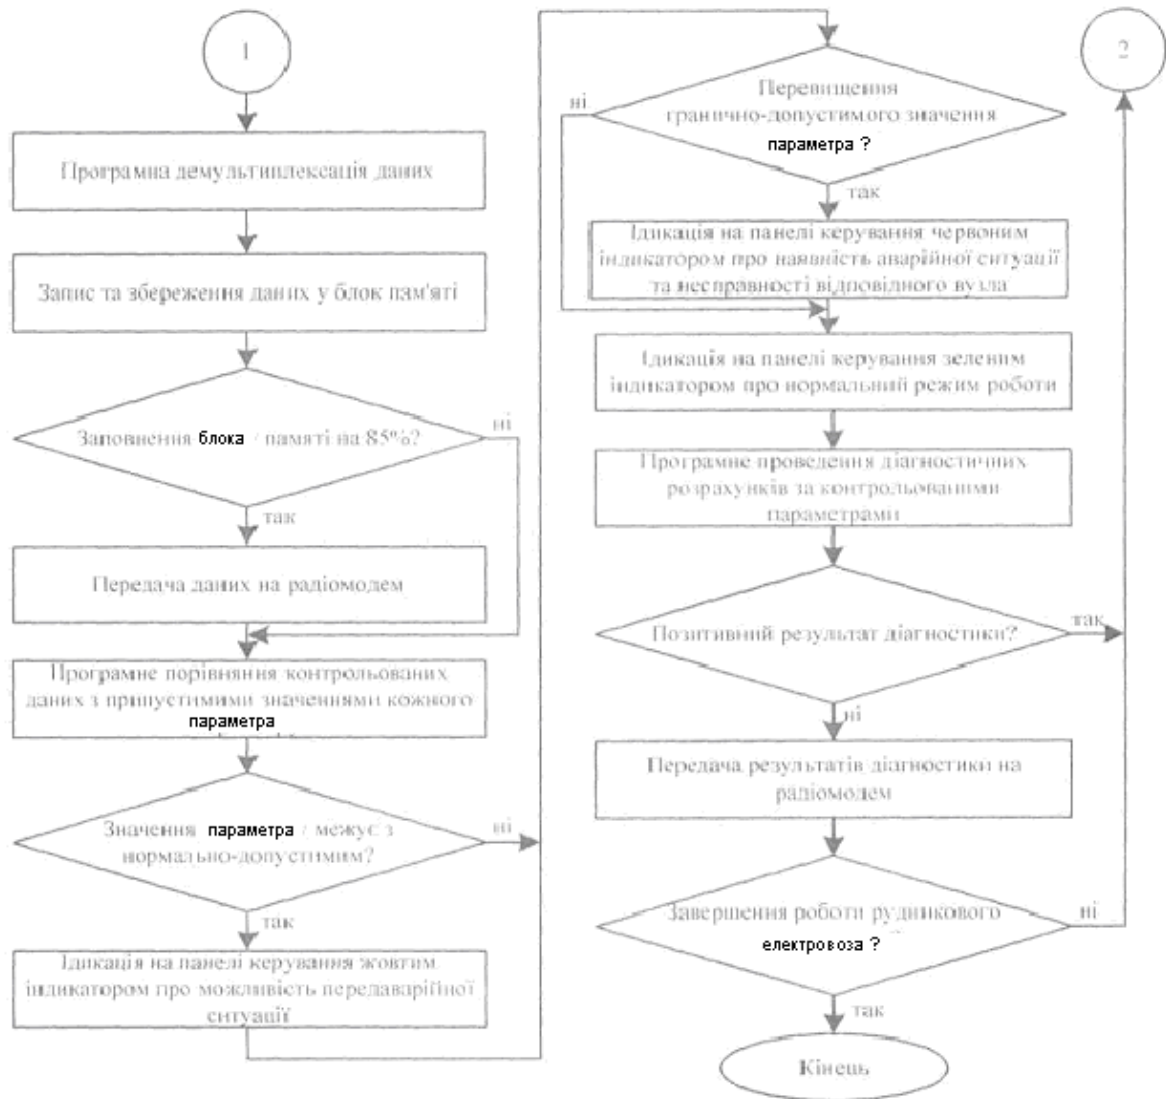 1
Програмна демультиплексація даних
Запис та збереження даних у блок пам'яті
Заповнення блока / памяті на 85%?
ні
так
Передача даних на радіомодем
Програмне порівняння контрольованих
даних з припустимими значеннями кожного
параметра
Значення параметра / межує з
нормально-допустимим?
ні
так
Ідикація на панелі керування жовтим
індикатором про можливість передаварійної
ситуації
Перевищення
гранично-допустимого значення
параметра ?
ні
так
Ідикація на панелі керування червоним
індикатором про наявність аварійної ситуації
та несправності відповідного вузла
Ідикація на панелі керування зеленим
індикатором про нормальний режим роботи
Програмне проведення діагностичних
розрахунків за контрольованими
параметрами
Позитивний результат діагностики?
так
ні
Передача результатів діагностики на
радіомодем
Завершення роботи рудникового
електровоза ?
ні
так
Кінець
2